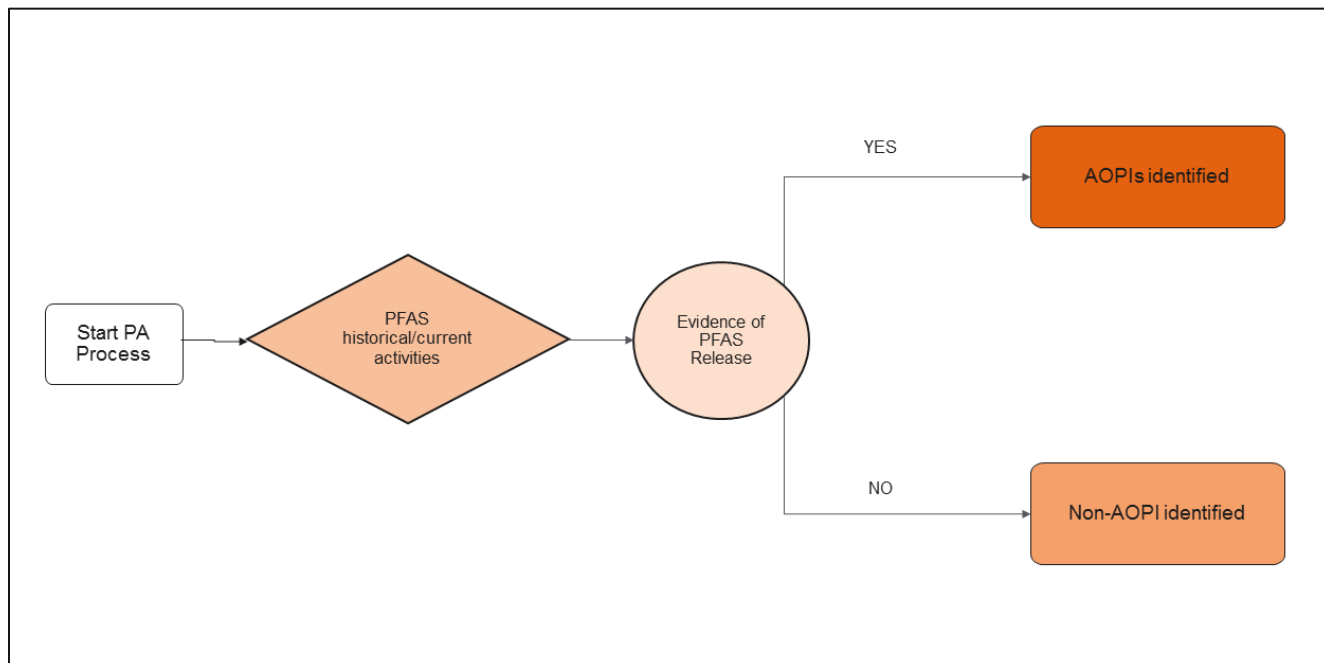 Start PA
Process
PFAS
historical/current
activities
Evidence of
PFAS
Release
YES
AOPIs identified
NO
Non-AOPI identified